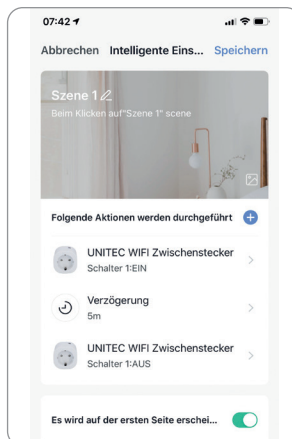 07:42
Abbrechen Intelligente Eins... Speichern
Szene 1
Beim Klicken auf"Szene 1" scene
Folgende Aktionen werden durchgeführt
UNITEC WIFI Zwischenstecker
Schalter 1:EIN
Verzögerung
5m
UNITEC WIFI Zwischenstecker
Schalter 1:AUS
Es wird auf der ersten Seite erschei...